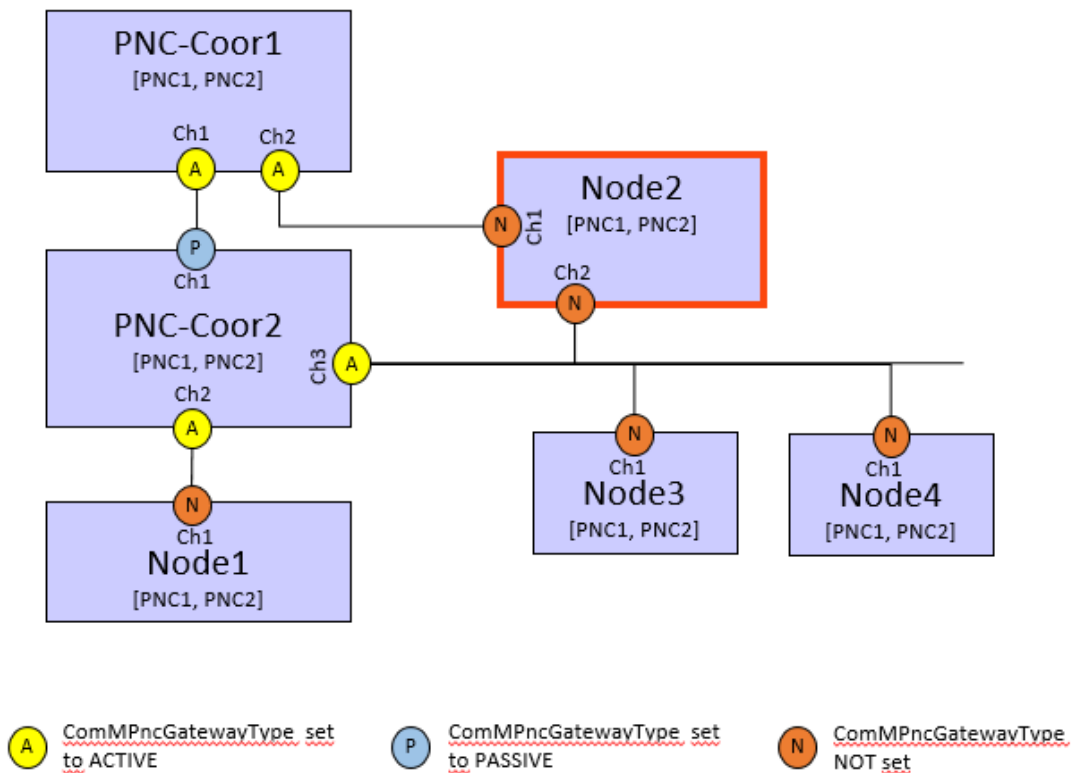 PNC-Coor1
[PNC1, PNC2]
Ch1
Ch2
A
A
Node2
[PNC1, PNC2]
N
Ch1
Ch2
N
P
Ch1
PNC-Coor2
[PNC1, PNC2]
Ch3
A
Ch2
A
N
Ch1
Node1
[PNC1, PNC2]
N
Ch1
Node3
[PNC1, PNC2]
N
Ch1
Node4
[PNC1, PNC2]
A
ComMPncGatewayType set
to ACTIVE
P
ComMPncGatewayType set
to PASSIVE
N
ComMPncGatewayType
NOT set